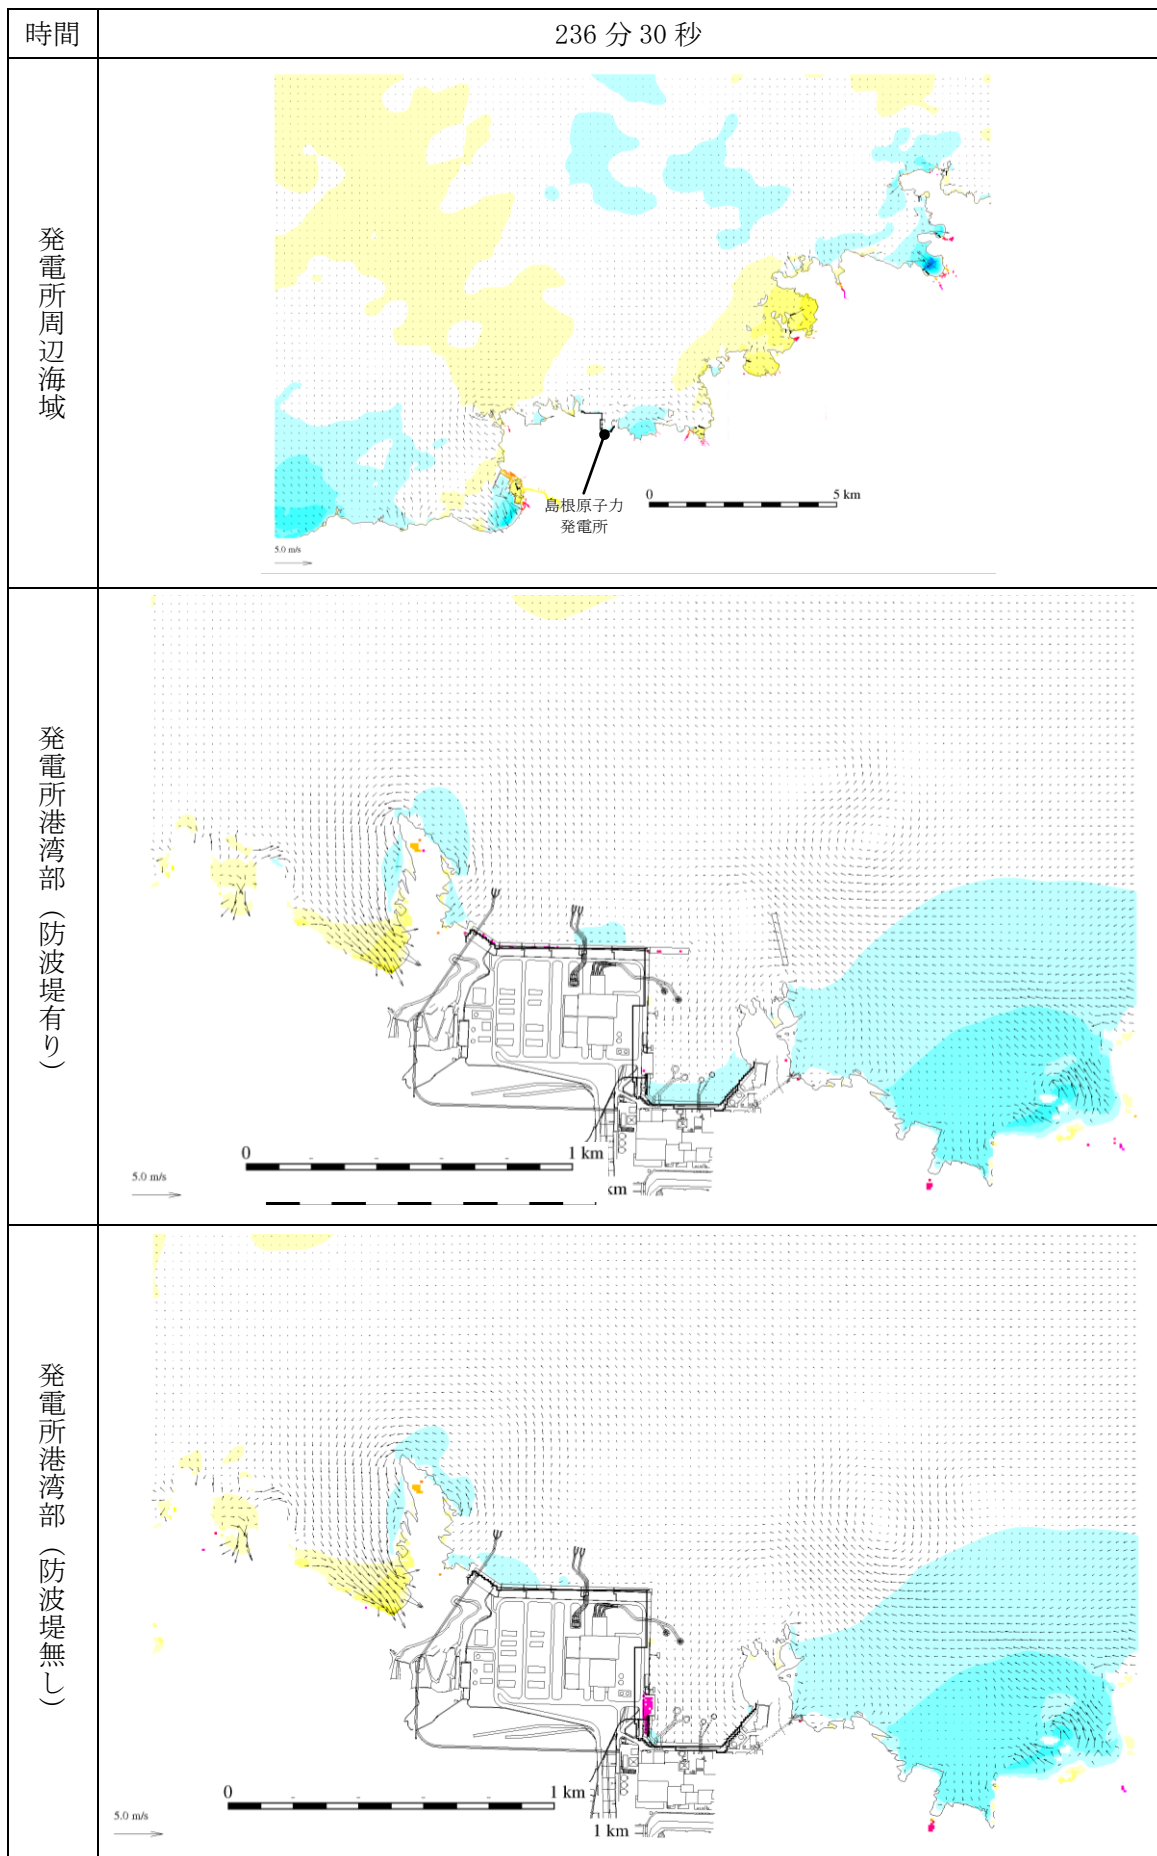 時間
236 分 30 秒
発電所周辺海域
島根原子力
発電所
0
5 km
5.0 m/s
発電所港湾部（防波堤有り）
0
1 km
km
5.0 m/s
発電所港湾部（防波堤無し）
0
1 km
1 km
5.0 m/s